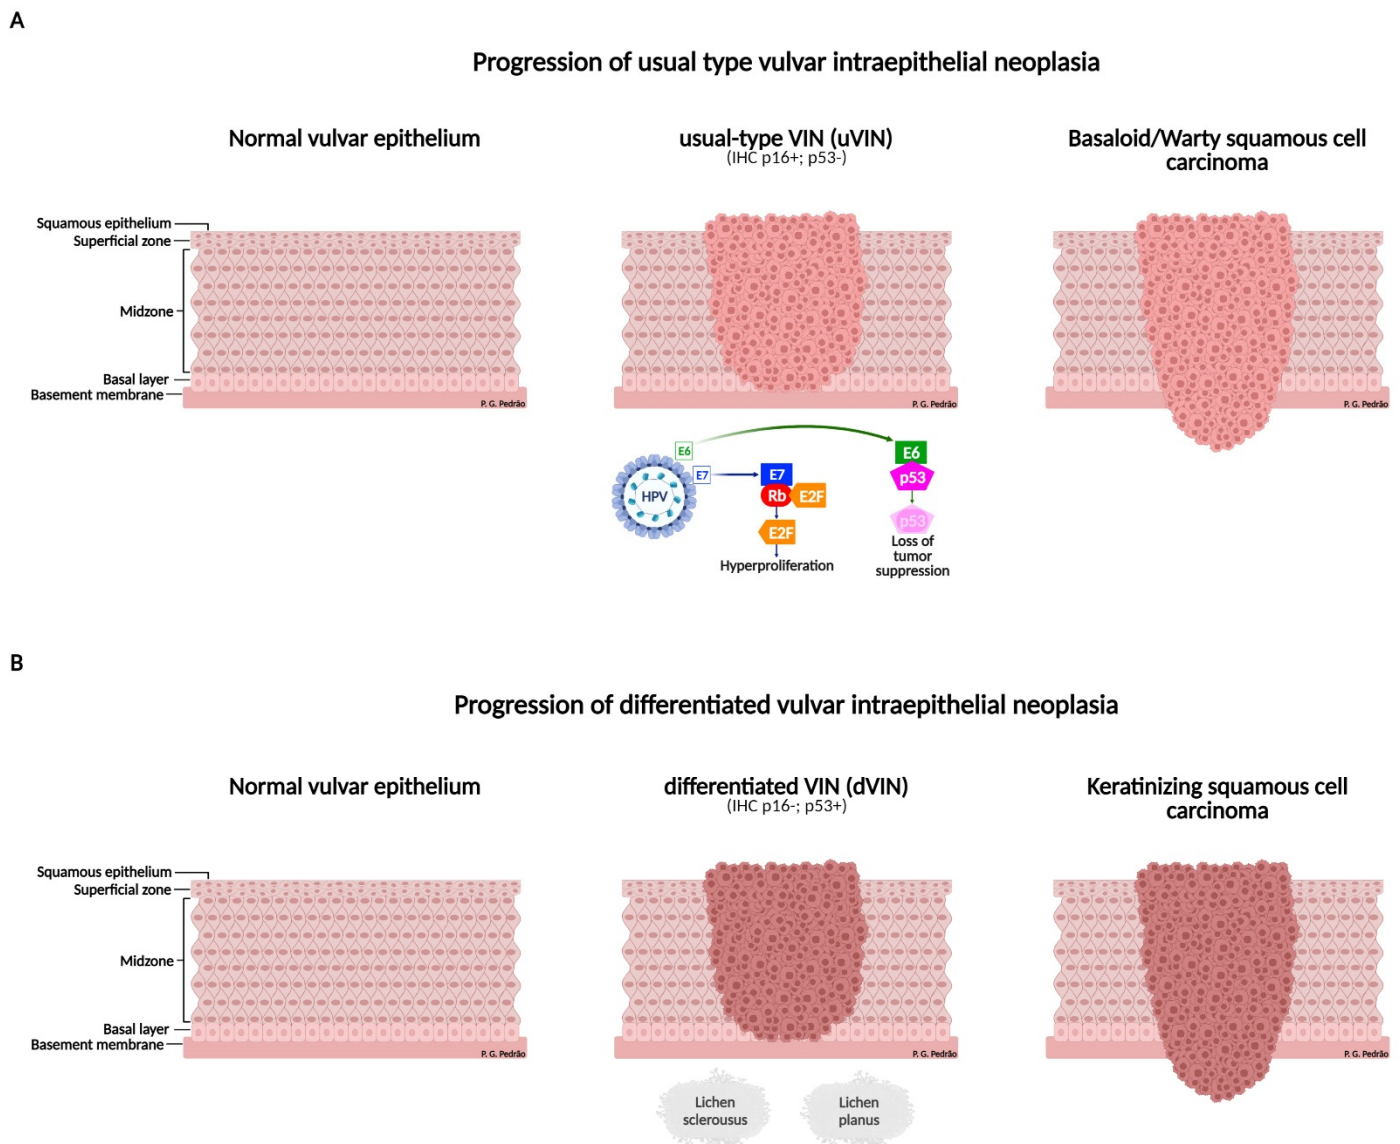 A
Progression of usual type vulvar intraepithelial neoplasia
Normal vulvar epithelium
usual-type VIN (uVIN)
(IHC p16+; p53-)
Basaloid/Warty squamous cell
carcinoma
Squamous epithelium
Superficial zone
Midzone
Basal layer
Basement membrane
P. G. Pedrão
P. G. Pedrão
P. G. Pedrão
E6
E7
HPV
E7
Rb
E2F
E2F
Hyperproliferation
E6
p53
p53
Loss of
tumor
suppression
B
Progression of differentiated vulvar intraepithelial neoplasia
Normal vulvar epithelium
differentiated VIN (dVIN)
(IHC p16-; p53+)
Keratinizing squamous cell
carcinoma
Squamous epithelium
Superficial zone
Midzone
Basal layer
Basement membrane
P. G. Pedrão
P. G. Pedrão
P. G. Pedrão
Lichen
sclerousus
Lichen
planus